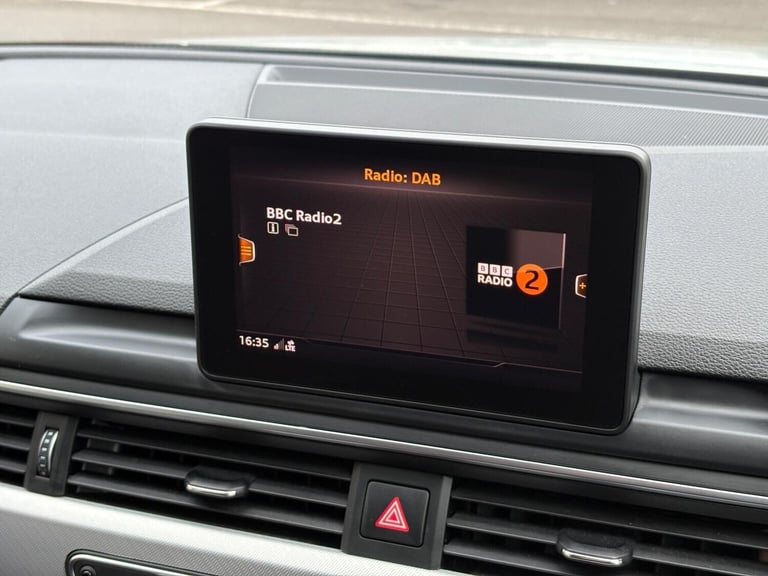 Radio: DAB
BBC Radio2
BBC
RADIO 2
16:35 LTE